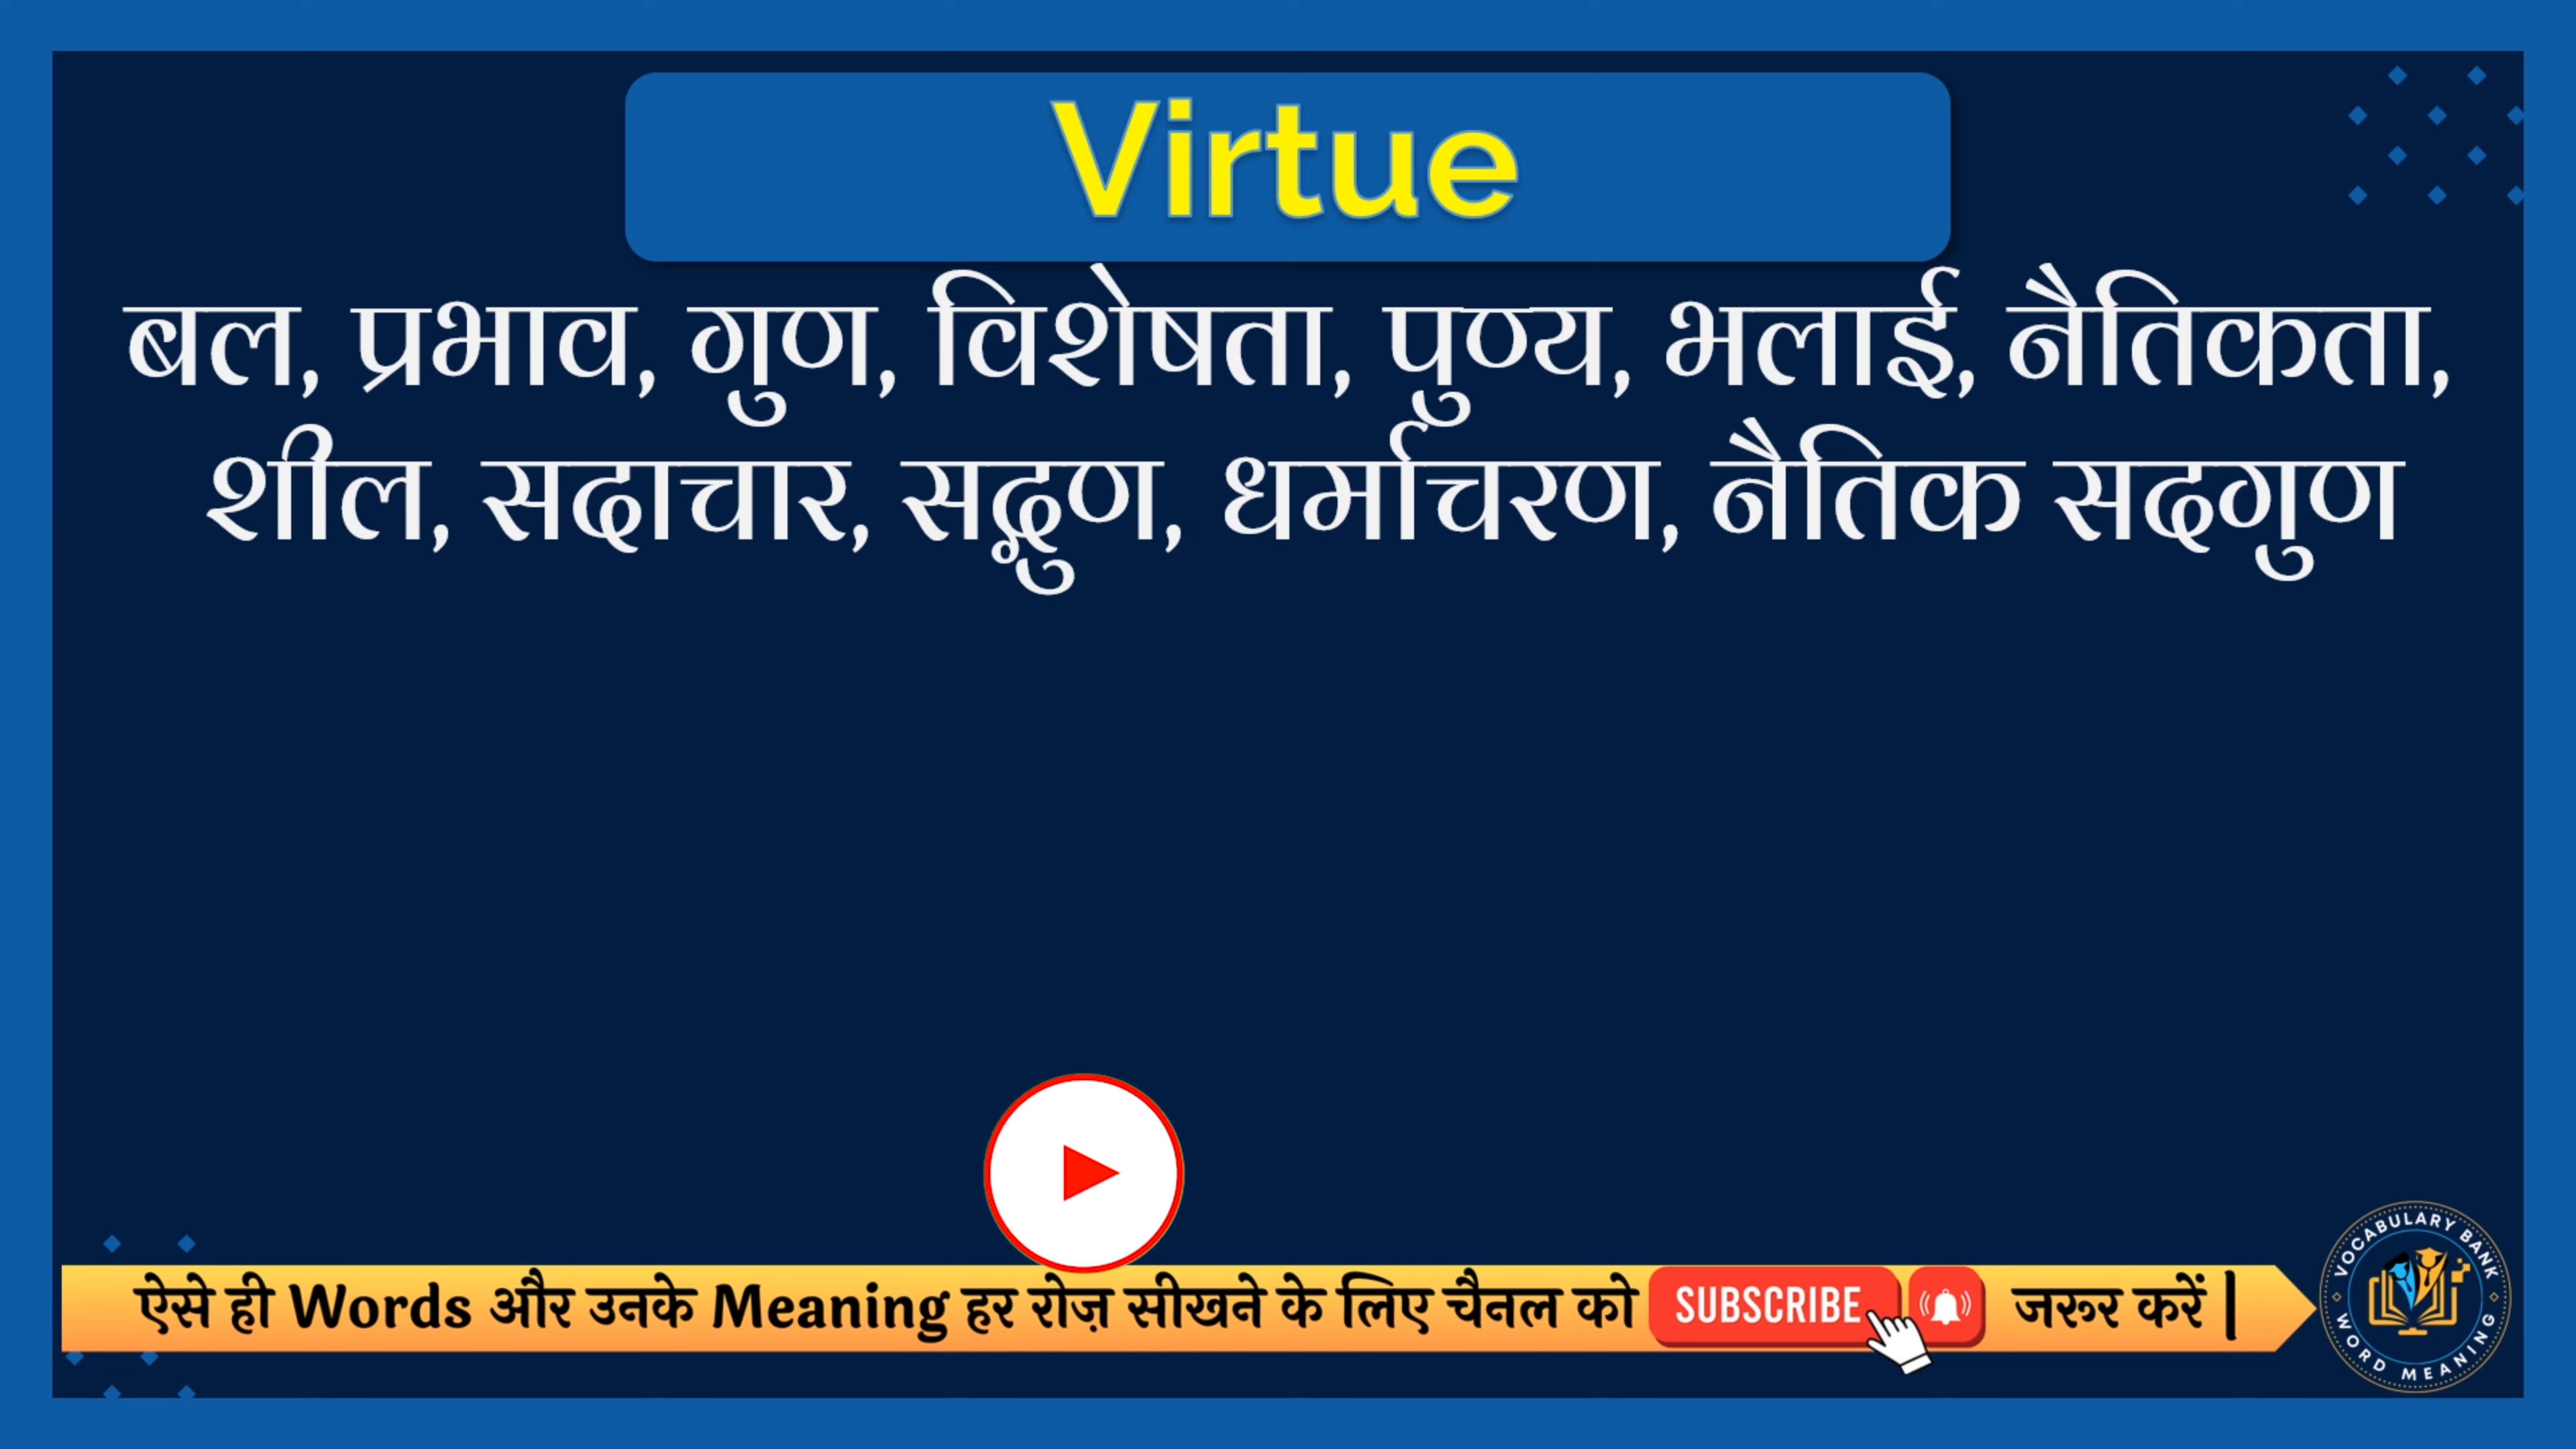 Virtue
बल, प्रभाव, गुण, विशेषता, पुण्य, भलाई, नैतिकता,
शील, सदाचार, सद्गुण, धर्माचरण, नैतिक सदगुण
ऐसे ही Words और उनके Meaning हर रोज़ सीखने के लिए चैनल को SUBSCRIBE जरूर करें |
VOCABULARY BANK
WORD MEANING